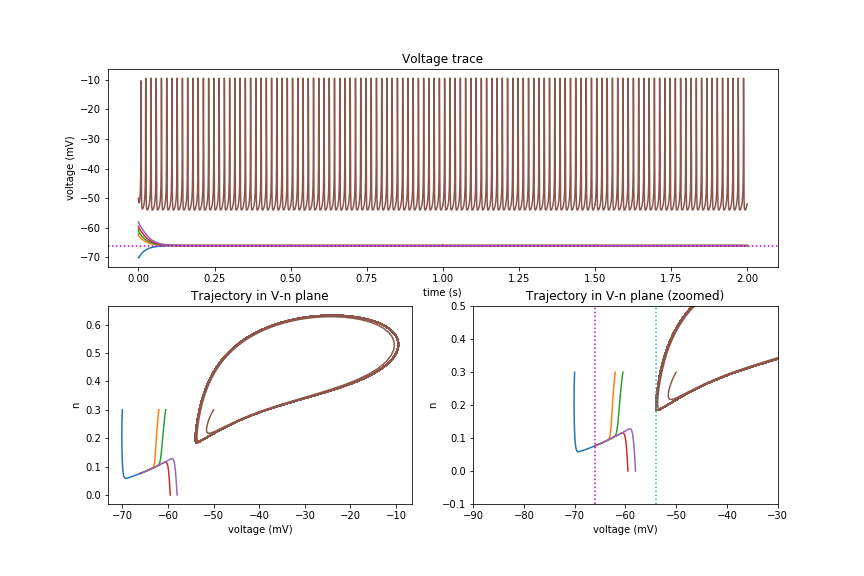 Voltage trace
−10
−20
−30
−40
−50
−60
−70
voltage (mV)
0.00 0.25 0.50 0.75 1.00 1.25 1.50 1.75 2.00
time (s)
Trajectory in V-n plane
0.6
0.5
0.4
0.3
0.2
0.1
0.0
n
−70 −60 −50 −40 −30 −20 −10
voltage (mV)
Trajectory in V-n plane (zoomed)
0.5
0.4
0.3
0.2
0.1
0.0
−0.1
n
−90 −80 −70 −60 −50 −40 −30
voltage (mV)